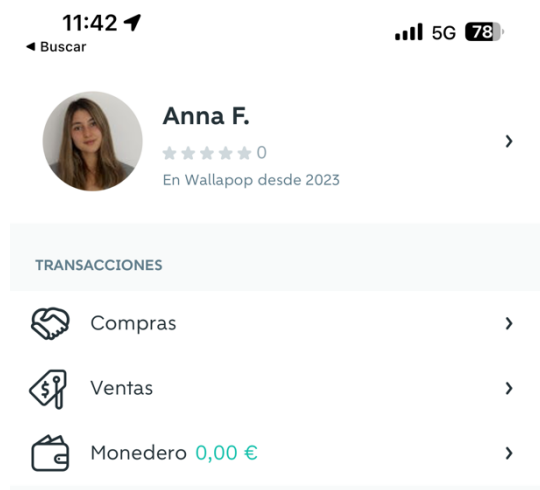 11:42
5G
78
◀ Buscar
Anna F.
0
En Wallapop desde 2023
TRANSACCIONES
Compras
Ventas
Monedero 0,00 €